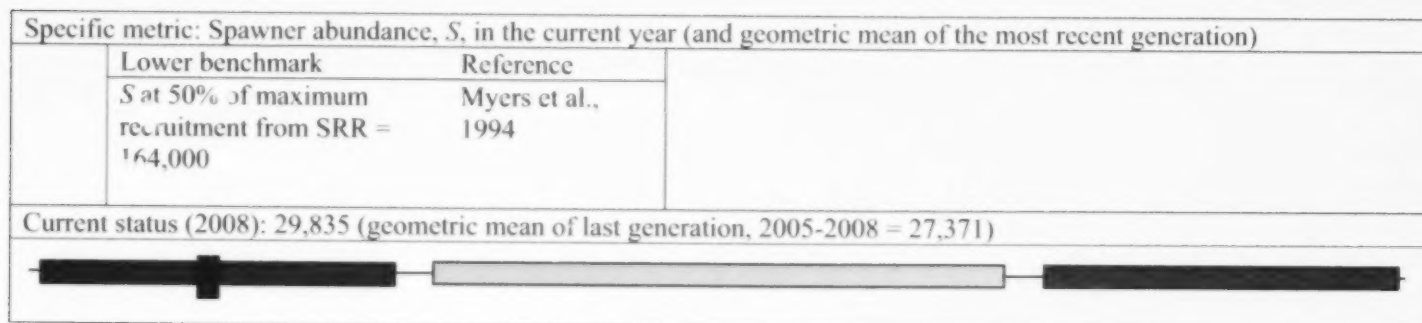 Specific metric: Spawner abundance, S, in the current year (and geometric mean of the most recent generation)
Lower benchmark Reference
S at 50% of maximum Myers et al.,
recruitment from SRR = 1994
164,000
Current status (2008): 29,835 (geometric mean of last generation, 2005-2008 = 27,371)